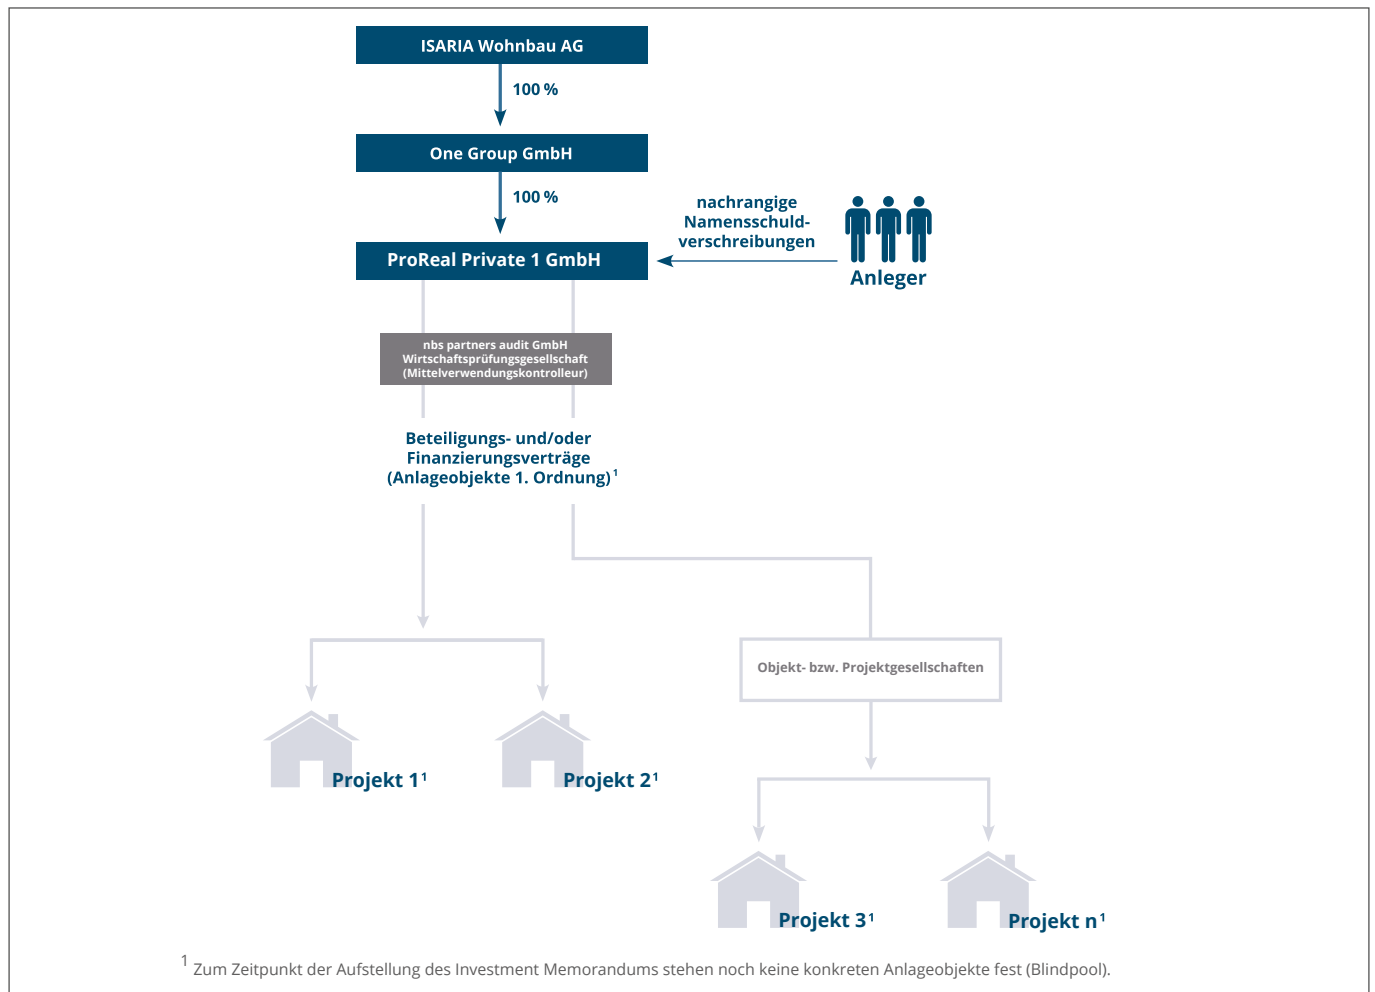 ISARIA Wohnbau AG
100 %
One Group GmbH
100 %
nachrangige
Namensschuld-
verschreibungen
ProReal Private 1 GmbH
Anleger
nbs partners audit GmbH
Wirtschaftsprüfungsgesellschaft
(Mittelverwendungskontrolleur)
Beteiligungs- und/oder
Finanzierungsverträge
(Anlageobjekte 1. Ordnung) ¹
Objekt- bzw. Projektgesellschaften
Projekt 1 ¹
Projekt 2 ¹
Projekt 3 ¹
Projekt n ¹
¹ Zum Zeitpunkt der Aufstellung des Investment Memorandums stehen noch keine konkreten Anlageobjekte fest (Blindpool).